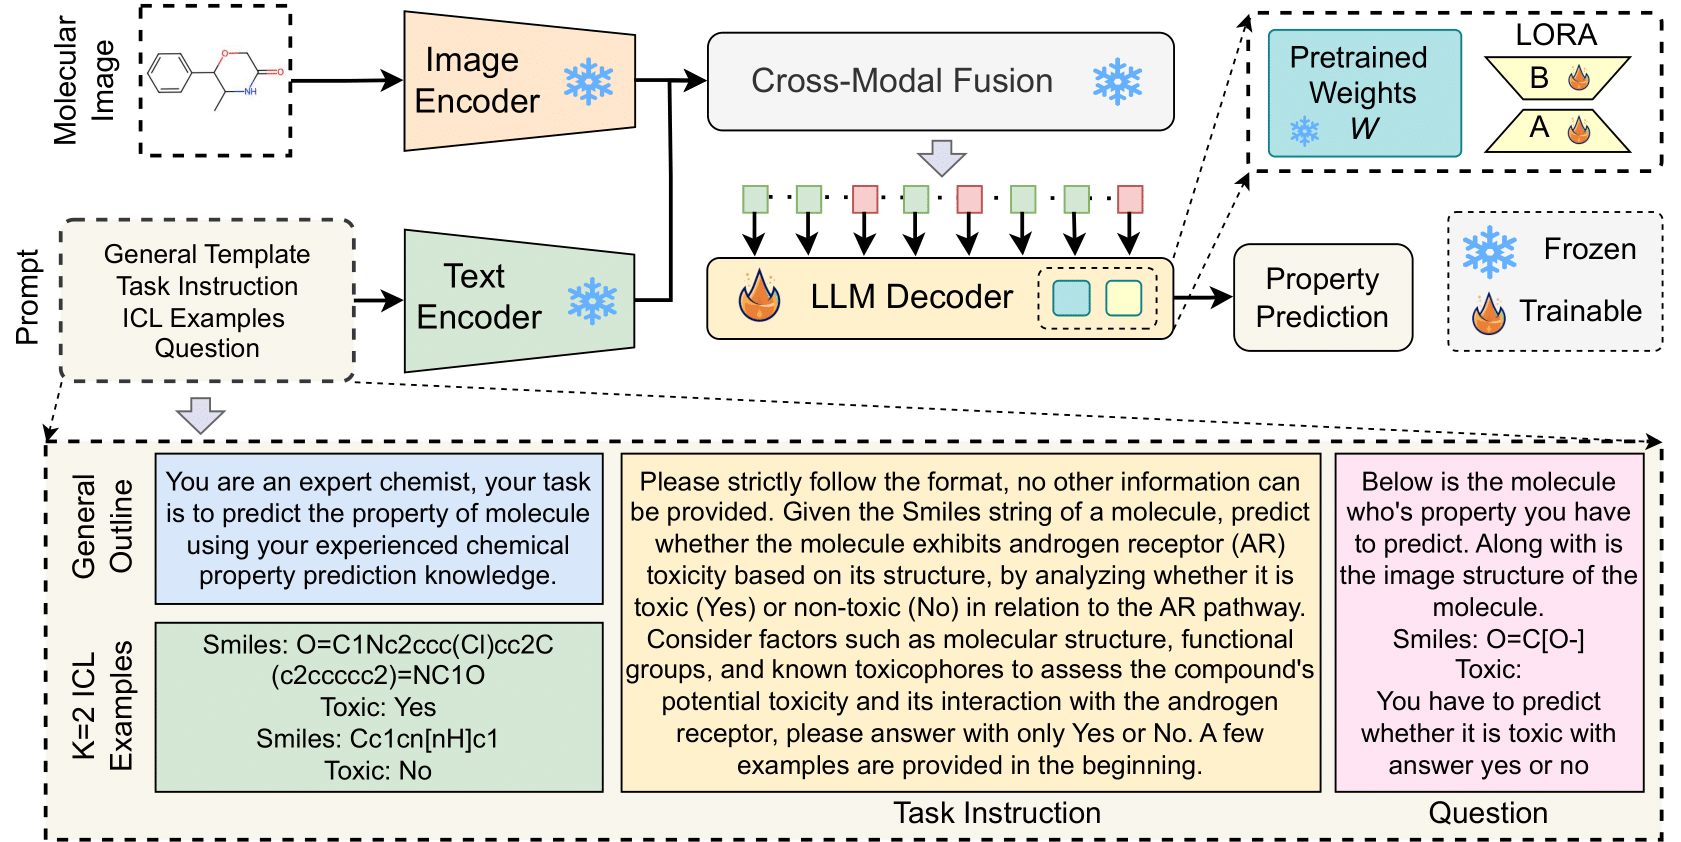 Molecular
Image
O
O
NH
Image
Encoder
Cross-Modal Fusion
Pretrained
Weights
W
LORA
B
A
Prompt
General Template
Task Instruction
ICL Examples
Question
Text
Encoder
LLM Decoder
Property
Prediction
Frozen
Trainable
General
Outline
You are an expert chemist, your task
is to predict the property of molecule
using your experienced chemical
property prediction knowledge.
K=2 ICL
Examples
Smiles: O=C1Nc2ccc(Cl)cc2C
(c2ccccc2)=NC1O
Toxic: Yes
Smiles: Cc1cn[nH]c1
Toxic: No
Please strictly follow the format, no other information can
be provided. Given the Smiles string of a molecule, predict
whether the molecule exhibits androgen receptor (AR)
toxicity based on its structure, by analyzing whether it is
toxic (Yes) or non-toxic (No) in relation to the AR pathway.
Consider factors such as molecular structure, functional
groups, and known toxicophores to assess the compound's
potential toxicity and its interaction with the androgen
receptor, please answer with only Yes or No. A few
examples are provided in the beginning.
Task Instruction
Below is the molecule
who's property you have
to predict. Along with is
the image structure of the
molecule.
Smiles: O=C[O-]
Toxic:
You have to predict
whether it is toxic with
answer yes or no
Question